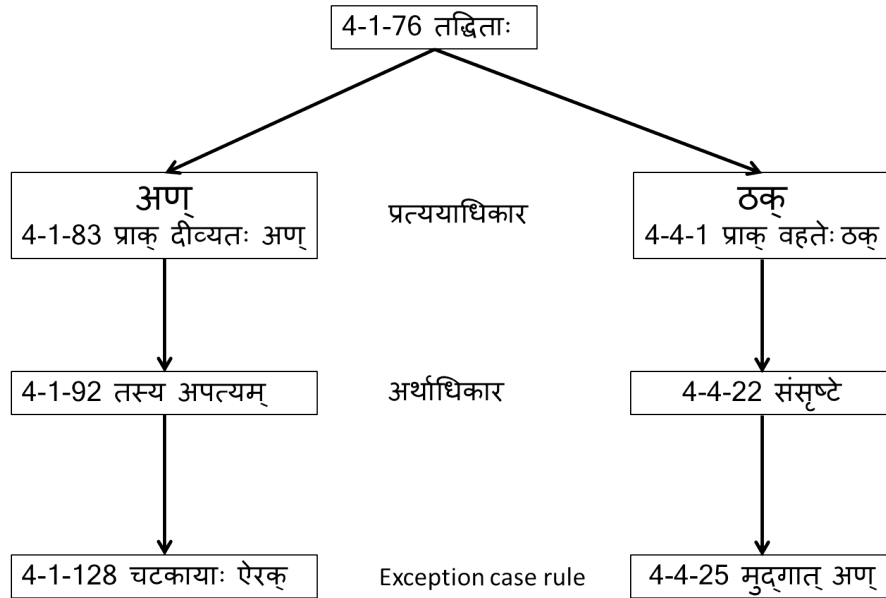 4-1-76 तद्धिताः
अण्
4-1-83 प्राक् दीव्यतः अण्
प्रत्ययाधिकार
ठक्
4-4-1 प्राक् वहतेः ठक्
4-1-92 तस्य अपत्यम्
अर्थाधिकार
4-4-22 संसृष्टे
4-1-128 चटकायाः ऐरक्
Exception case rule
4-4-25 मुद्‌गात् अण्